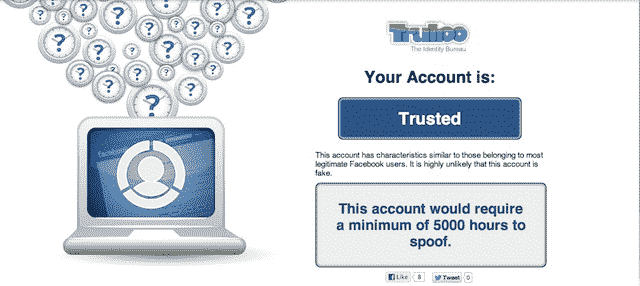 Trulioo
The Identity Bureau
Your Account is:
Trusted
This account has characteristics similar to those belonging to most
legitimate Facebook users. It is highly unlikely that this account is
fake.
This account would require
a minimum of 5000 hours to
spoof.
Like 8 Tweet 0